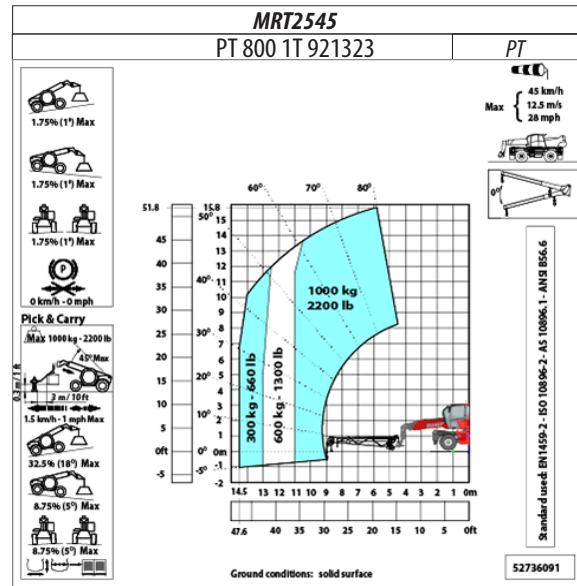 MRT2545
PT 800 1T 921323
PT
1.75% (1°) Max
1.75% (1°) Max
1.75% (1°) Max
P
0 km/h - 0 mph
Pick & Carry
Max 1000 kg - 2200 lb
45° Max
0.3 m / 1 ft
3 m / 10 ft
1.5 km/h - 1 mph Max
32.5% (18°) Max
8.75% (5°) Max
8.75% (5°) Max
Max
45 km/h
12.5 m/s
28 mph
0°
60°
70°
80°
51.8
45
40
35
30
25
20
15
10
5
0ft
-5
15.8
15
14
13
12
11
10
9
8
7
6
5
4
3
2
1
0m
-1
-2
50°
40°
30°
20°
10°
0°
-5°
1000 kg
2200 lb
600 kg - 1300 lb
300 kg - 660 lb
14.5 13 12 11 10 9 8 7 6 5 4 3 2 1 0m
47.6 40 35 30 25 20 15 10 5 0ft
Ground conditions: solid surface
Standard used: EN1459-2 - ISO 10896-2 - AS 10896.1 - ANSI B56.6
52736091